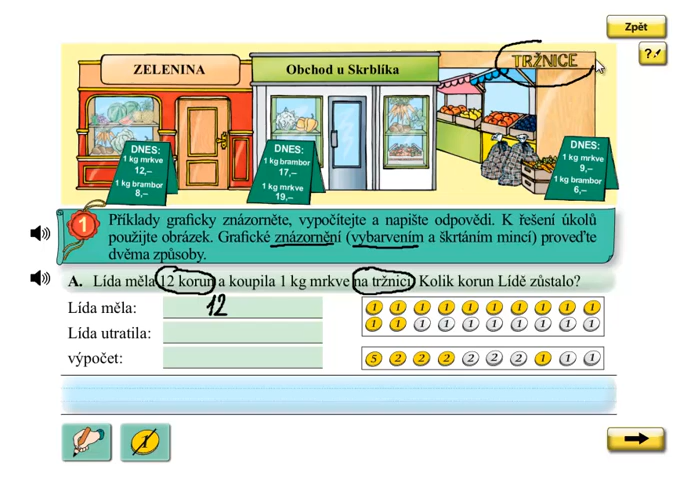 Zpět
?
ZELENINA
Obchod u Skrblíka
TRŽNICE
DNES:
1 kg mrkve
12,–
1 kg brambor
8,–
DNES:
1 kg brambor
17,–
1 kg mrkve
19,–
DNES:
1 kg mrkve
9,–
1 kg brambor
6,–
1
Příklady graficky znázorněte, vypočítejte a napište odpovědi. K řešení úkolů
použijte obrázek. Grafické znázornění (vybarvením a škrtáním mincí) proveďte
dvěma způsoby.
A. Lída měla 12 korun a koupila 1 kg mrkve na tržnici. Kolik korun Lídě zůstalo?
Lída měla: 12
Lída utratila:
výpočet:
1 1 1 1 1 1 1 1 1 1
1 1 1 1 1 1 1 1 1 1
5 2 2 2 2 2 2 1 1 1
1